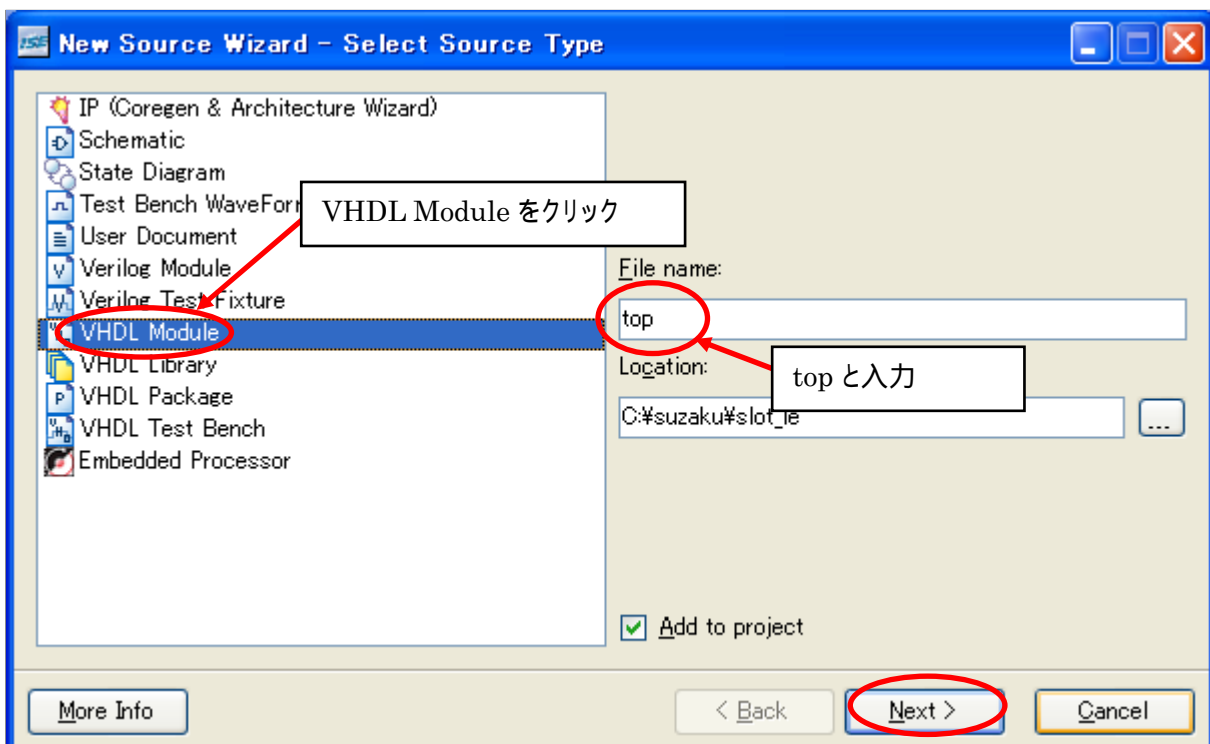 ISE New Source Wizard - Select Source Type
IP (Coregen & Architecture Wizard)
Schematic
State Diagram
Test Bench WaveForm
VHDL Module をクリック
User Document
Verilog Module
Verilog Test Fixture
VHDL Module
VHDL Library
VHDL Package
VHDL Test Bench
Embedded Processor
File name:
top
Location:
top と入力
C:¥suzaku¥slot_ie
...
Add to project
More Info
< Back
Next >
Cancel